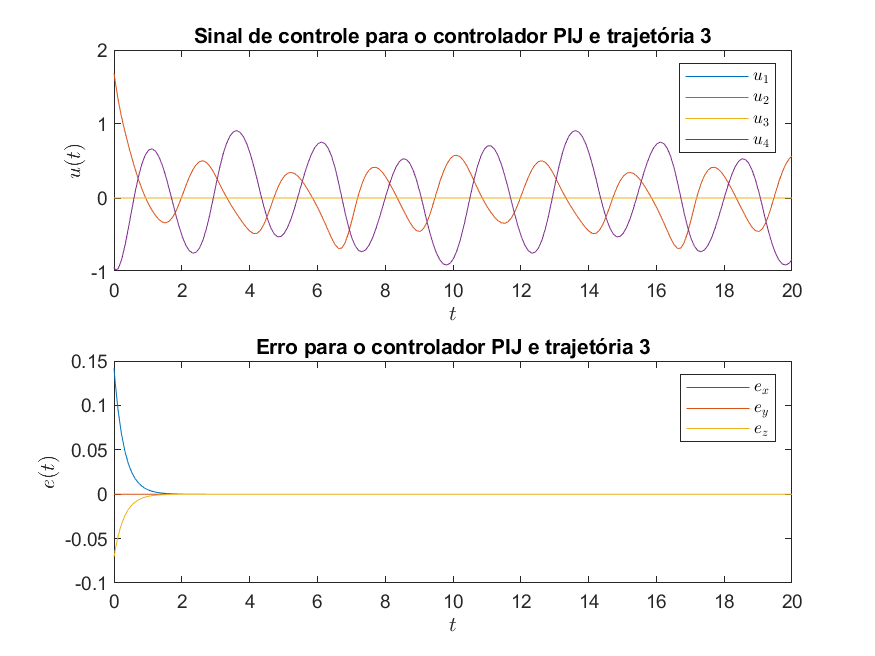 Sinal de controle para o controlador PIJ e trajetória 3
2
1
0
-1
u(t)
u₁
u₂
u₃
u₄
0 2 4 6 8 10 12 14 16 18 20
t
Erro para o controlador PIJ e trajetória 3
0.15
0.1
0.05
0
-0.05
-0.1
e(t)
eₓ
e_y
e_z
0 2 4 6 8 10 12 14 16 18 20
t